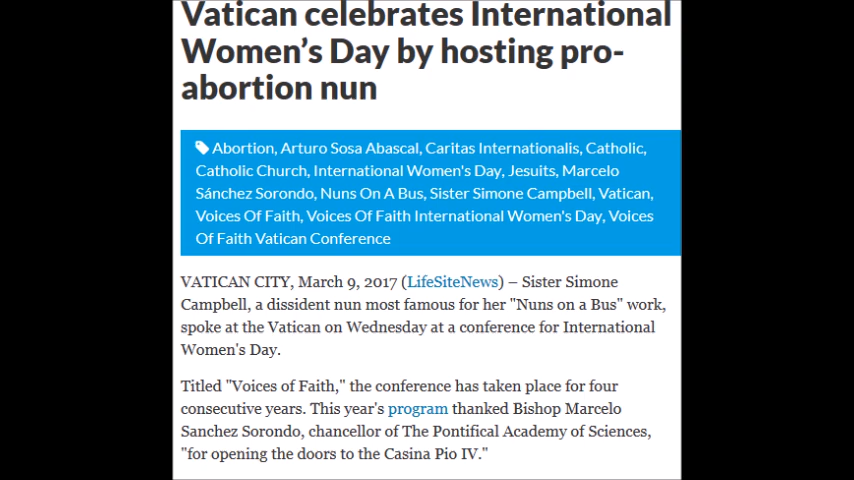 Vatican celebrates International
Women’s Day by hosting pro-
abortion nun
Abortion, Arturo Sosa Abascal, Caritas Internationalis, Catholic,
Catholic Church, International Women's Day, Jesuits, Marcelo
Sánchez Sorondo, Nuns On A Bus, Sister Simone Campbell, Vatican,
Voices Of Faith, Voices Of Faith International Women's Day, Voices
Of Faith Vatican Conference
VATICAN CITY, March 9, 2017 (LifeSiteNews) – Sister Simone
Campbell, a dissident nun most famous for her "Nuns on a Bus" work,
spoke at the Vatican on Wednesday at a conference for International
Women's Day.
Titled "Voices of Faith," the conference has taken place for four
consecutive years. This year's program thanked Bishop Marcelo
Sanchez Sorondo, chancellor of The Pontifical Academy of Sciences,
"for opening the doors to the Casina Pio IV."